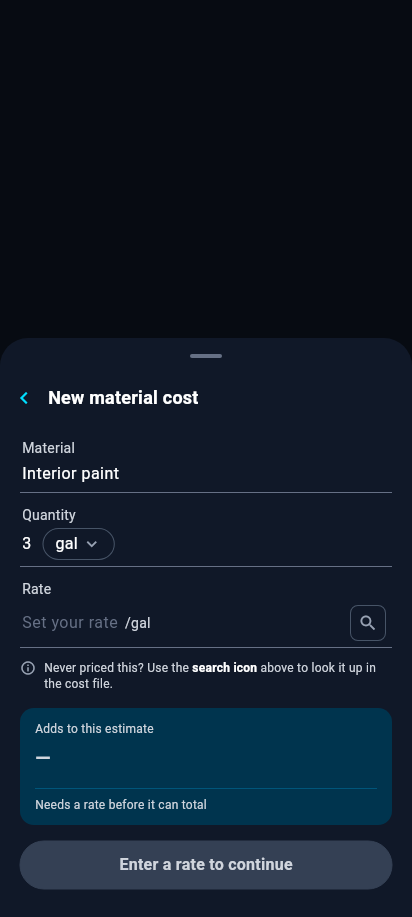 New material cost
Material
Interior paint
Quantity
3 gal
Rate
Set your rate /gal
Never priced this? Use the search icon above to look it up in
the cost file.
Adds to this estimate
—
Needs a rate before it can total
Enter a rate to continue